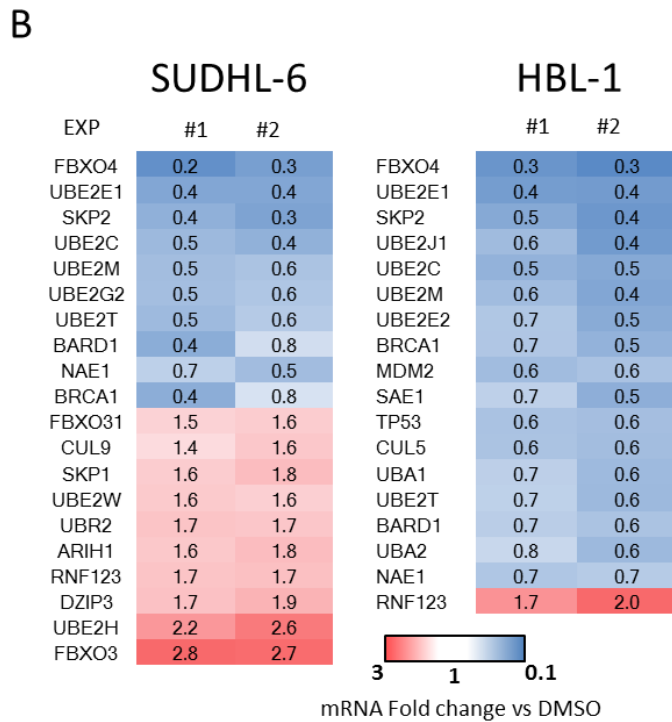 B
SUDHL-6 HBL-1
EXP #1 #2 #1 #2
FBXO4 0.2 0.3 FBXO4 0.3 0.3
UBE2E1 0.4 0.4 UBE2E1 0.4 0.4
SKP2 0.4 0.3 SKP2 0.5 0.4
UBE2C 0.5 0.4 UBE2J1 0.6 0.4
UBE2M 0.5 0.6 UBE2C 0.5 0.5
UBE2G2 0.5 0.6 UBE2M 0.6 0.4
UBE2T 0.5 0.6 UBE2E2 0.7 0.5
BARD1 0.4 0.8 BRCA1 0.7 0.5
NAE1 0.7 0.5 MDM2 0.6 0.6
BRCA1 0.4 0.8 SAE1 0.7 0.5
FBXO31 1.5 1.6 TP53 0.6 0.6
CUL9 1.4 1.6 CUL5 0.6 0.6
SKP1 1.6 1.8 UBA1 0.7 0.6
UBE2W 1.6 1.6 UBE2T 0.7 0.6
UBR2 1.7 1.7 BARD1 0.7 0.6
ARIH1 1.6 1.8 UBA2 0.8 0.6
RNF123 1.7 1.7 NAE1 0.7 0.7
DZIP3 1.7 1.9 RNF123 1.7 2.0
UBE2H 2.2 2.6
FBXO3 2.8 2.7
3 1 0.1
mRNA Fold change vs DMSO